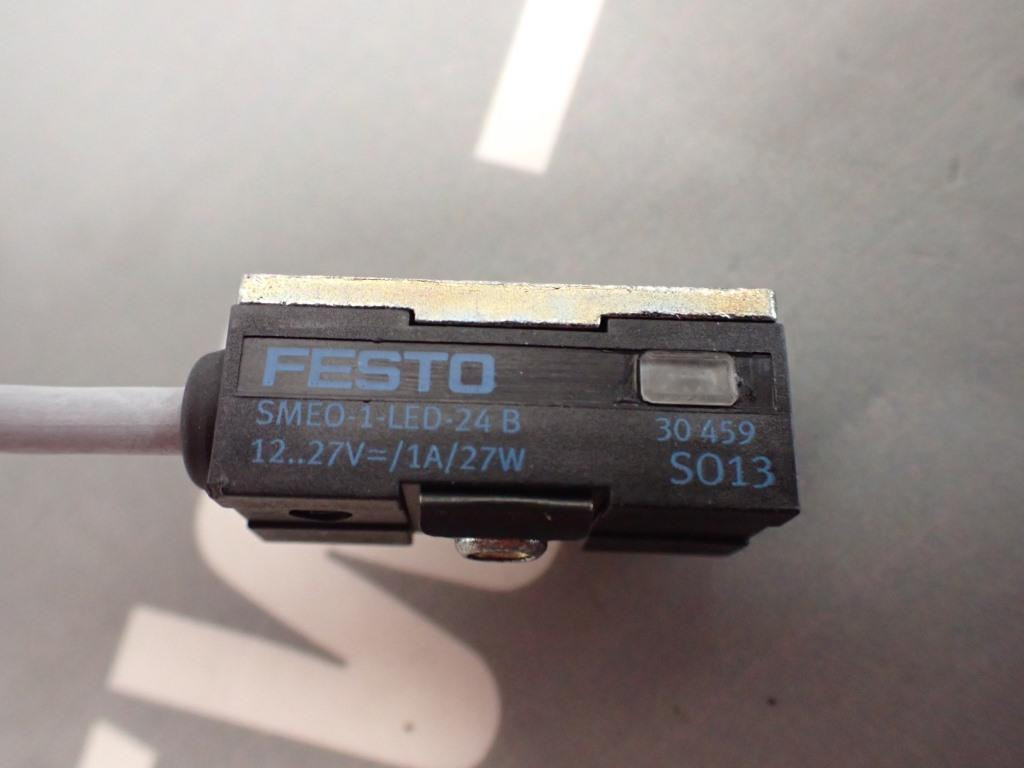 FESTO
SMEO-1-LED-24 B
30 459
12..27V=/1A/27W
SO13